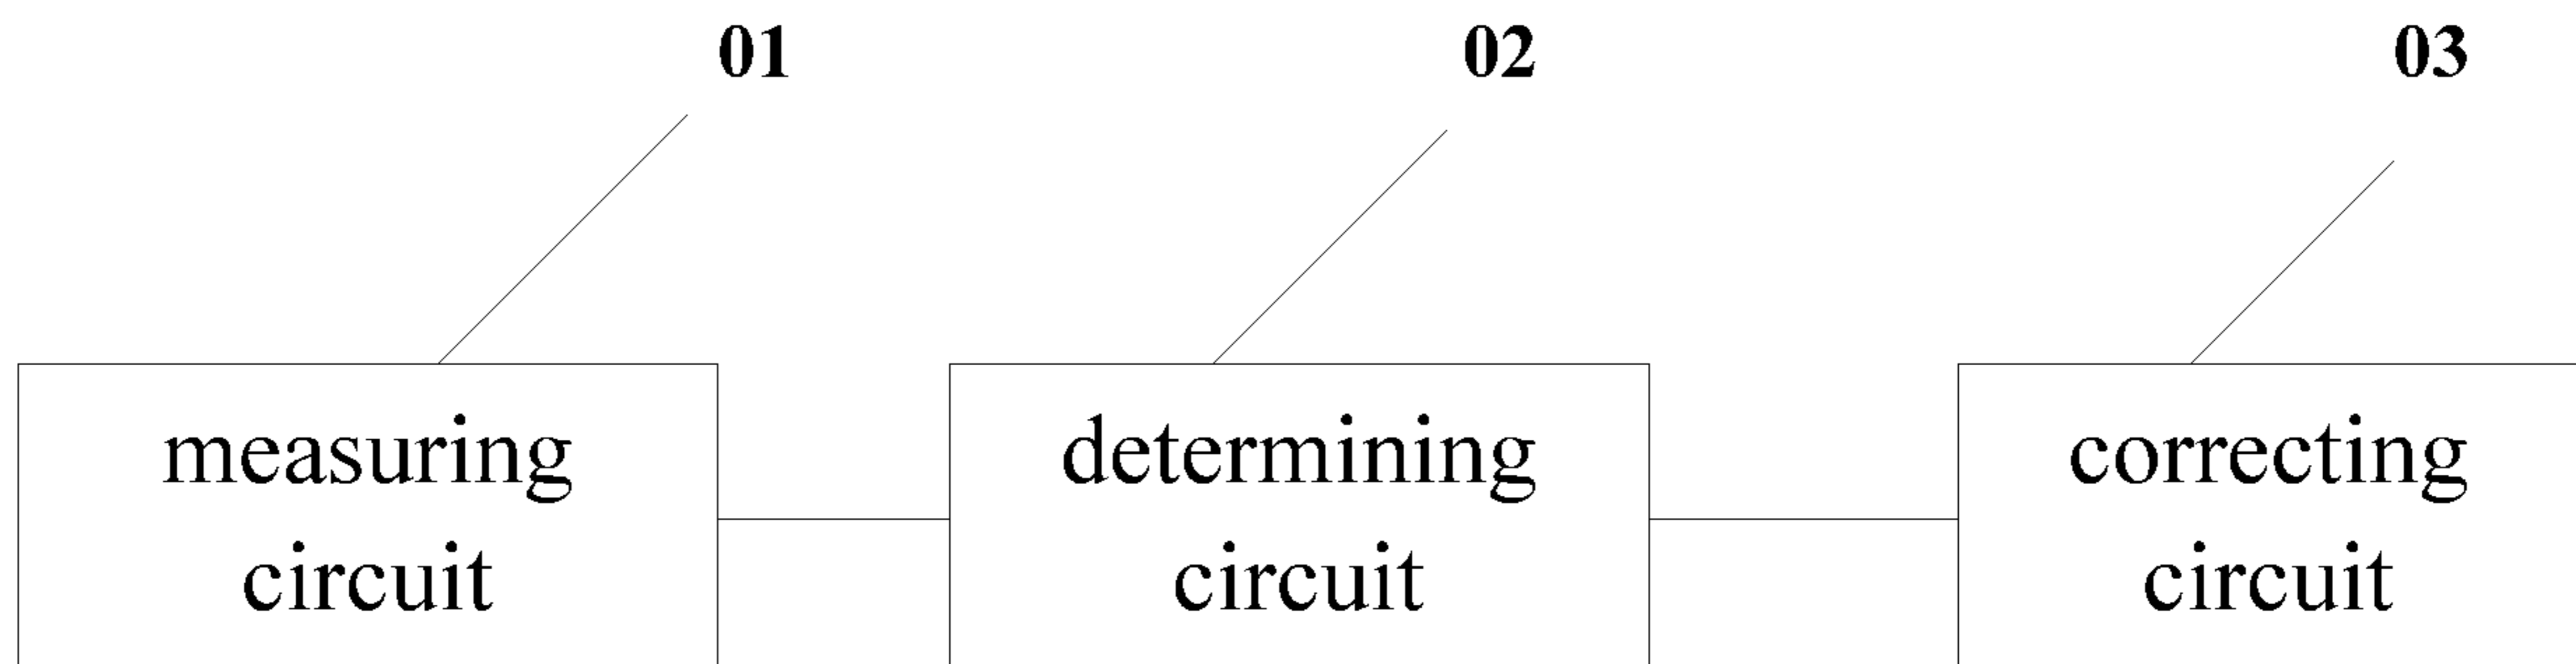 01
02
03
measuring
circuit
determining
circuit
correcting
circuit